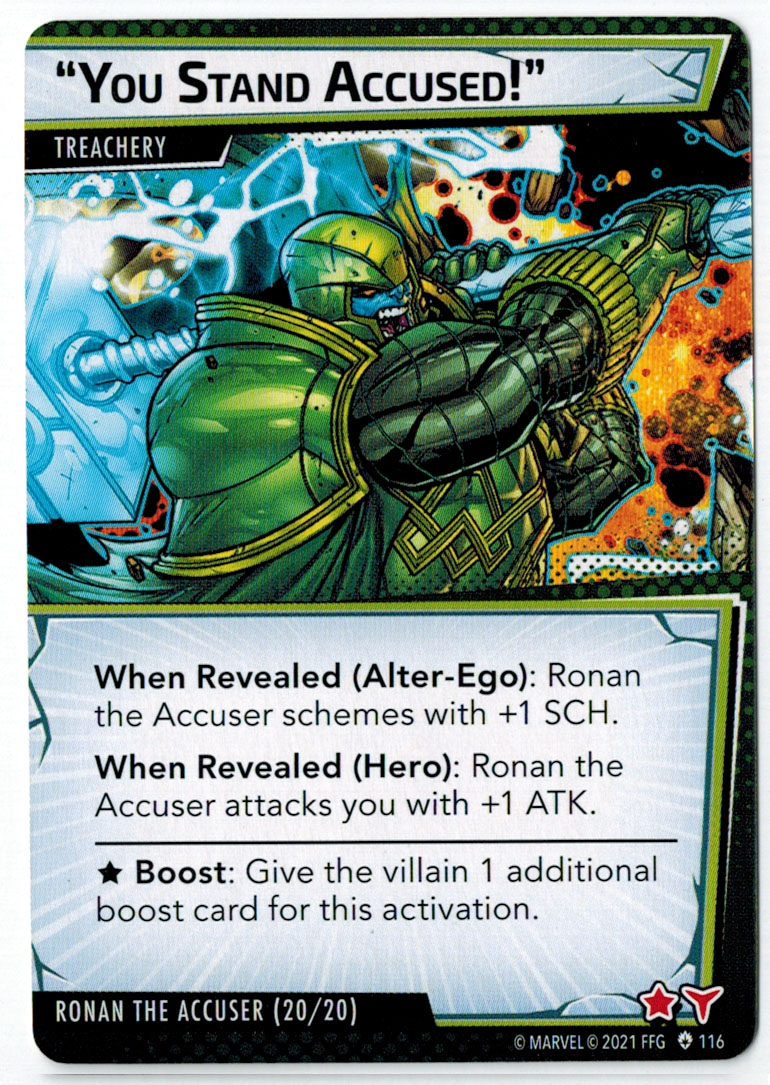 “You Stand Accused!”
TREACHERY
When Revealed (Alter-Ego): Ronan
the Accuser schemes with +1 SCH.
When Revealed (Hero): Ronan the
Accuser attacks you with +1 ATK.
★ Boost: Give the villain 1 additional
boost card for this activation.
RONAN THE ACCUSER (20/20)
© MARVEL © 2021 FFG 116